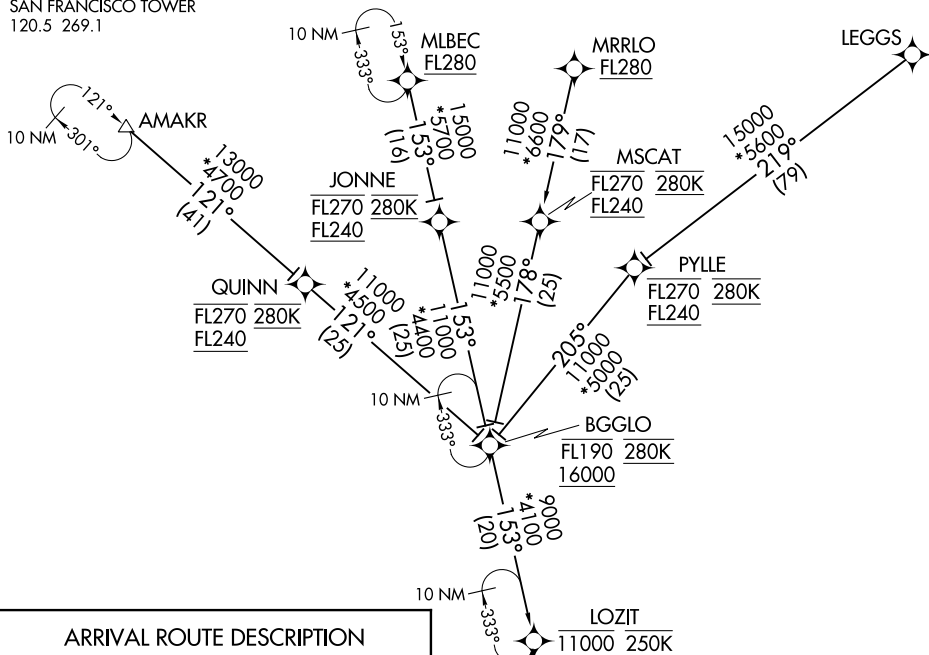 SAN FRANCISCO TOWER
120.5 269.1
10 NM
153°
333°
MLBEC
FL280
MRRLO
FL280
LEGGS
121°
301°
10 NM
AMAKR
13000
*4700
121°
(41)
15000
*5700
153°
(16)
11000
*6600
179°
(17)
15000
*5600
219°
(79)
JONNE
FL270 280K
FL240
MSCAT
FL270 280K
FL240
QUINN
FL270 280K
FL240
PYLLE
FL270 280K
FL240
11000
*4500
121°
(25)
153°
11000
*4400
(25)
11000
*5500
178°
(25)
205°
11000
*5000
(25)
10 NM
333°
BGGLO
FL190 280K
16000
9000
*4100
153°
(20)
10 NM
333°
LOZIT
11000 250K
ARRIVAL ROUTE DESCRIPTION